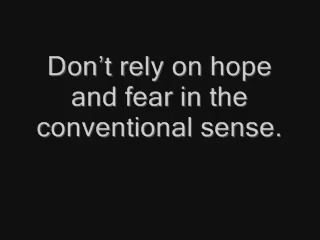 Don’t rely on hope
and fear in the
conventional sense.